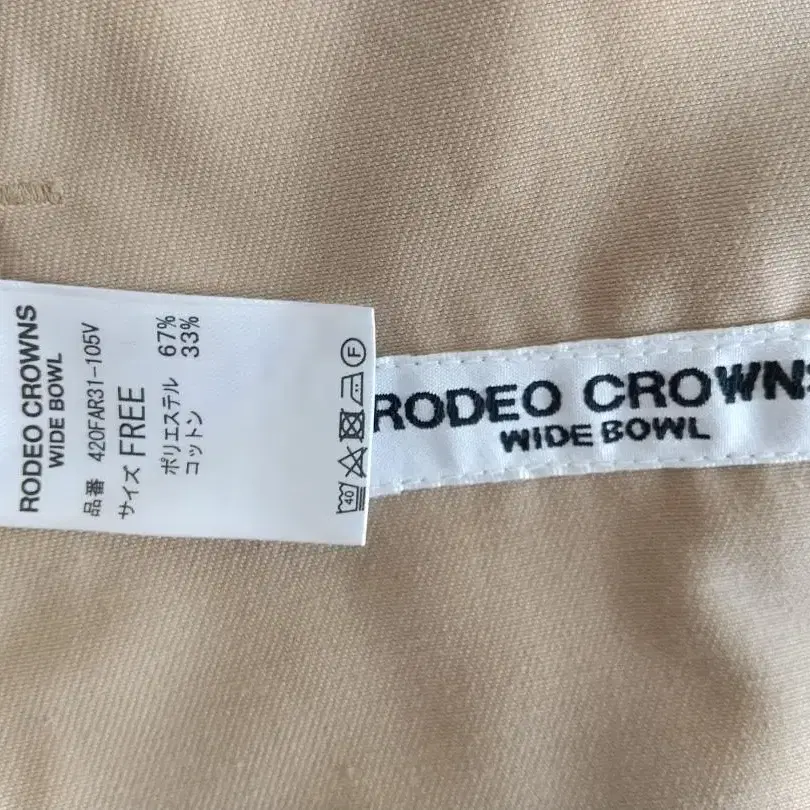 RODEO CROWNS
WIDE BOWL
品番 420FAR31-105V
サイズ FREE
ポリエステル 67%
コットン 33%
40
F
RODEO CROWNS
WIDE BOWL